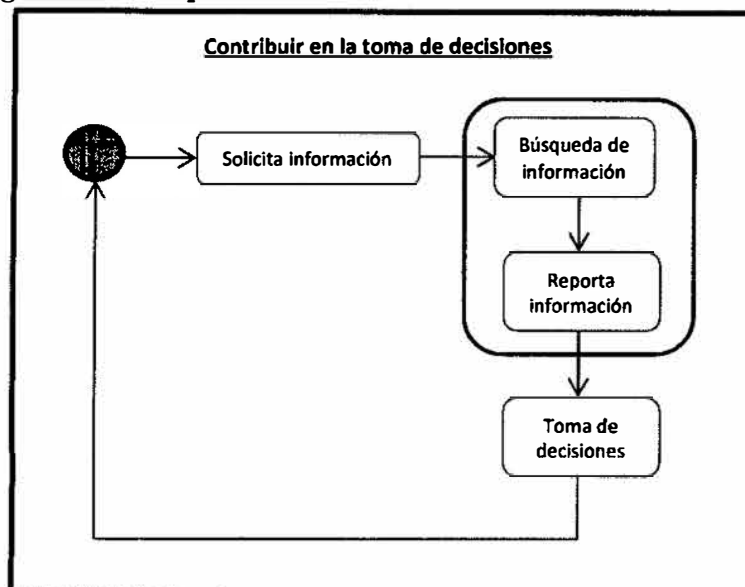 Contribuir en la toma de decisiones
Solicita información
Búsqueda de
información
Reporta
información
Toma de
decisiones